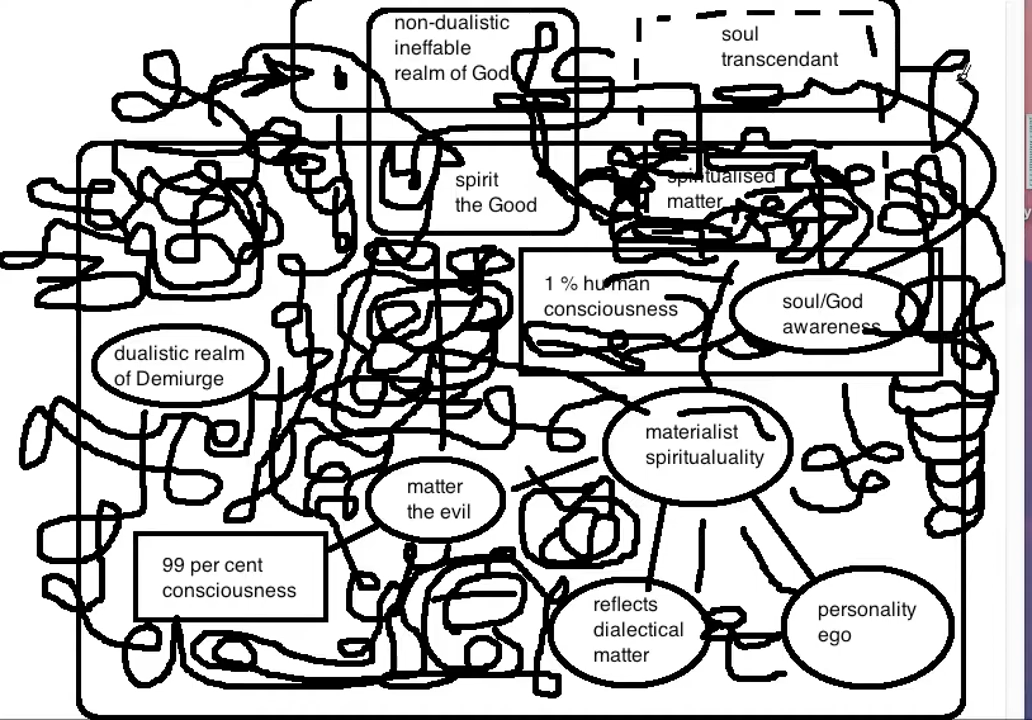 non-dualistic
ineffable
realm of God
soul
transcendant
spirit
the Good
spiritualised
matter
1 % human
consciousness
soul/God
awareness
dualistic realm
of Demiurge
materialist
spiritualuality
matter
the evil
99 per cent
consciousness
reflects
dialectical
matter
personality
ego